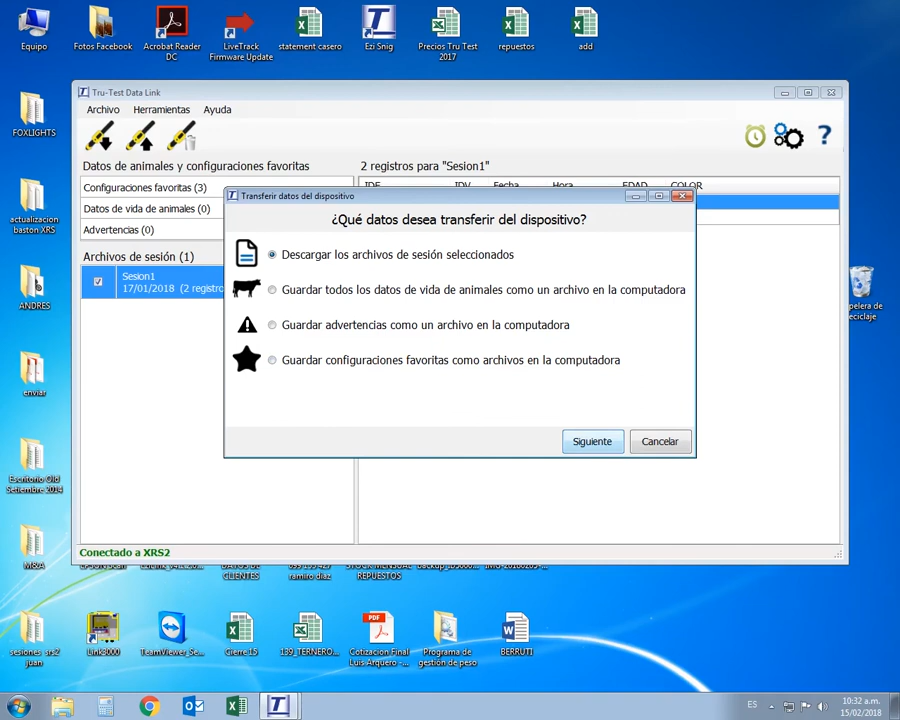 Equipo
Fotos Facebook
Acrobat Reader
DC
LiveTrack
Firmware Update
statement casero
Ezi Snig
Precios Tru Test
2017
repuestos
add
FOXLIGHTS
actualizacion
baston XRS
ANDRES
enviar
Escritorio Old
Setiembre 2014
M&A
Tru-Test Data Link
Archivo Herramientas Ayuda
?
Datos de animales y configuraciones favoritas
Configuraciones favoritas (3)
Datos de vida de animales (0)
Advertencias (0)
Archivos de sesión (1)
Sesion1
17/01/2018 (2 registro
2 registros para "Sesion1"
IDE IDV Fecha Hora EDAD COLOR
Transferir datos del dispositivo
¿Qué datos desea transferir del dispositivo?
Descargar los archivos de sesión seleccionados
Guardar todos los datos de vida de animales como un archivo en la computadora
Guardar advertencias como un archivo en la computadora
Guardar configuraciones favoritas como archivos en la computadora
Siguiente Cancelar
Conectado a XRS2
pelera de
eciclaje
CLIENTES
ramiro diaz
REPUESTOS
sesiones_srs2
juan
Link3000
TeamViewer_Se...
Cierre 15
139_TERNERO...
PDF
Cotizacion Final
Luis Arquero -...
Programa de
gestión de peso
BERRUTI
ES
10:32 a.m.
15/02/2018